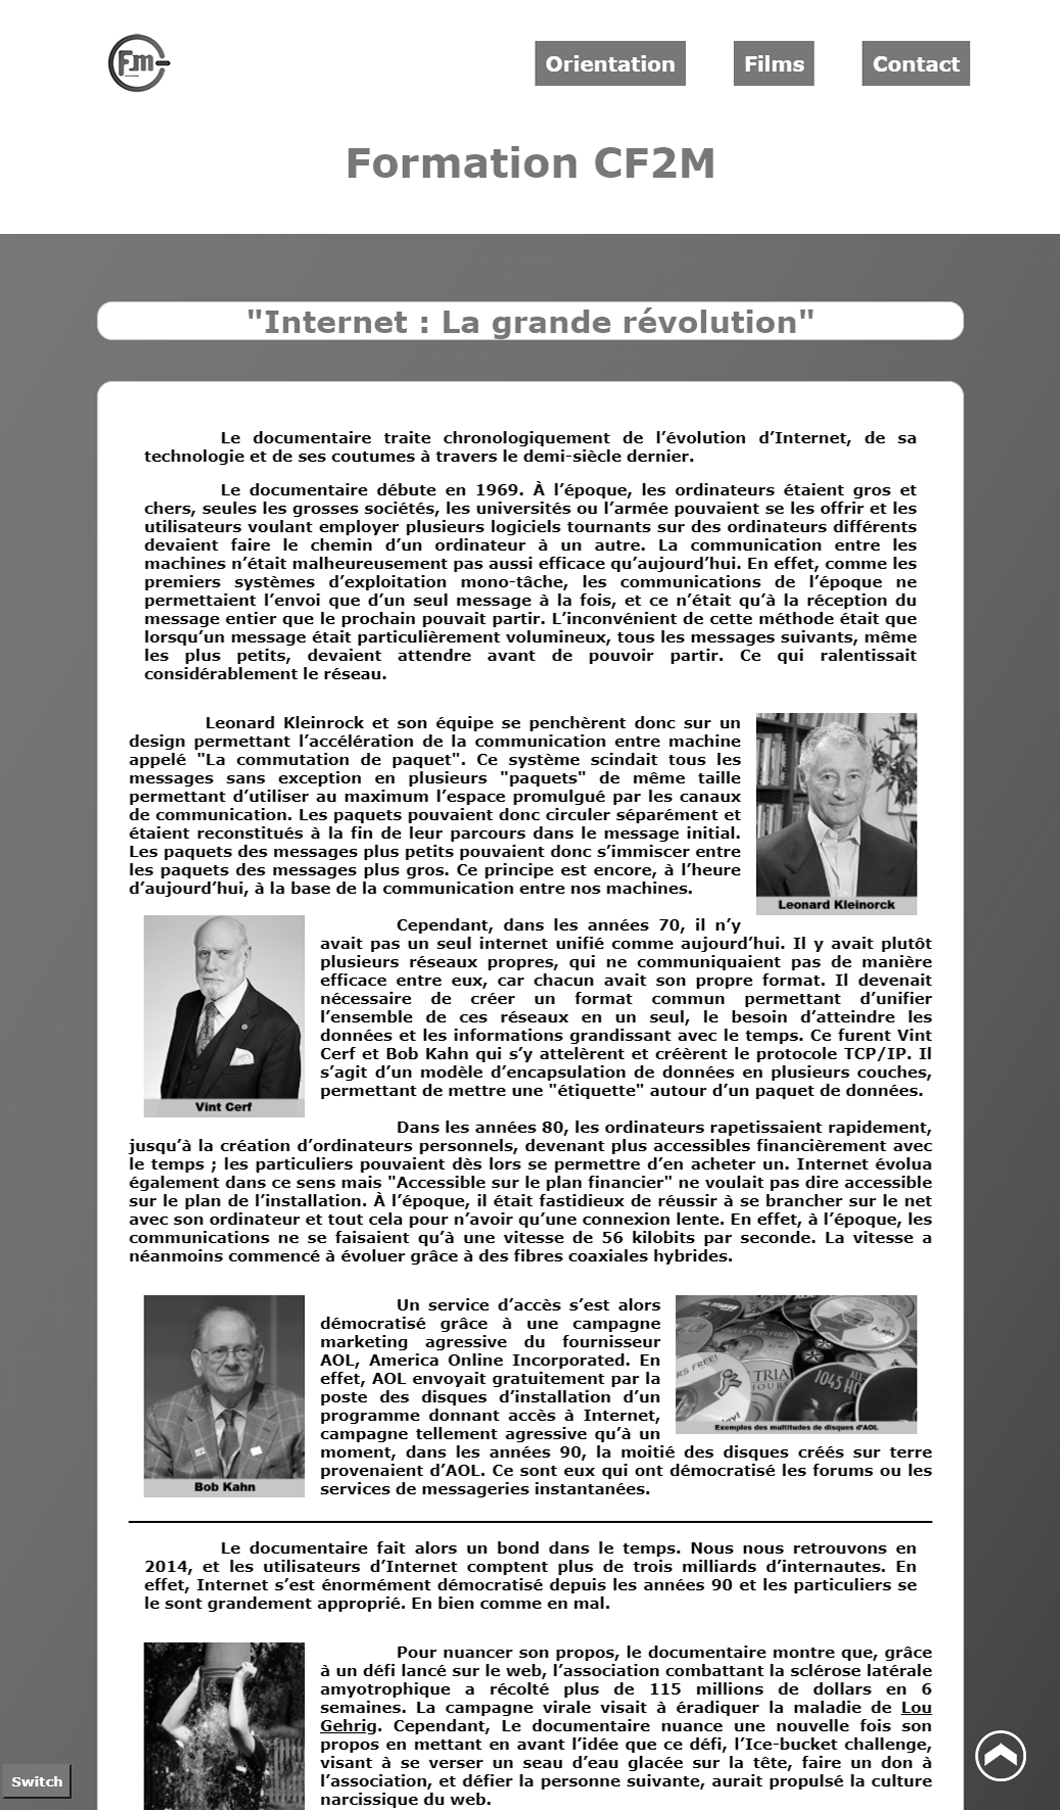 Fm
Orientation
Films
Contact
Formation CF2M
"Internet : La grande révolution"
Le documentaire traite chronologiquement de l’évolution d’Internet, de sa
technologie et de ses coutumes à travers le demi-siècle dernier.
Le documentaire débute en 1969. À l’époque, les ordinateurs étaient gros et
chers, seules les grosses sociétés, les universités ou l’armée pouvaient se les offrir et les
utilisateurs voulant employer plusieurs logiciels tournants sur des ordinateurs différents
devaient faire le chemin d’un ordinateur à un autre. La communication entre les
machines n’était malheureusement pas aussi efficace qu’aujourd’hui. En effet, comme les
premiers systèmes d’exploitation mono-tâche, les communications de l’époque ne
permettaient l’envoi que d’un seul message à la fois, et ce n’était qu’à la réception du
message entier que le prochain pouvait partir. L’inconvénient de cette méthode était que
lorsqu’un message était particulièrement volumineux, tous les messages suivants, même
les plus petits, devaient attendre avant de pouvoir partir. Ce qui ralentissait
considérablement le réseau.
Leonard Kleinrock et son équipe se penchèrent donc sur un
design permettant l’accélération de la communication entre machine
appelé "La commutation de paquet". Ce système scindait tous les
messages sans exception en plusieurs "paquets" de même taille
permettant d’utiliser au maximum l’espace promulgué par les canaux
de communication. Les paquets pouvaient donc circuler séparément et
étaient reconstitués à la fin de leur parcours dans le message initial.
Les paquets des messages plus petits pouvaient donc s’immiscer entre
les paquets des messages plus gros. Ce principe est encore, à l’heure
d’aujourd’hui, à la base de la communication entre nos machines.
Leonard Kleinorck
Cependant, dans les années 70, il n’y
avait pas un seul internet unifié comme aujourd’hui. Il y avait plutôt
plusieurs réseaux propres, qui ne communiquaient pas de manière
efficace entre eux, car chacun avait son propre format. Il devenait
nécessaire de créer un format commun permettant d’unifier
l’ensemble de ces réseaux en un seul, le besoin d’atteindre les
données et les informations grandissant avec le temps. Ce furent Vint
Cerf et Bob Kahn qui s’y attelèrent et créèrent le protocole TCP/IP. Il
s’agit d’un modèle d’encapsulation de données en plusieurs couches,
permettant de mettre une "étiquette" autour d’un paquet de données.
Vint Cerf
Dans les années 80, les ordinateurs rapetissaient rapidement,
jusqu’à la création d’ordinateurs personnels, devenant plus accessibles financièrement avec
le temps ; les particuliers pouvaient dès lors se permettre d’en acheter un. Internet évolua
également dans ce sens mais "Accessible sur le plan financier" ne voulait pas dire accessible
sur le plan de l’installation. À l’époque, il était fastidieux de réussir à se brancher sur le net
avec son ordinateur et tout cela pour n’avoir qu’une connexion lente. En effet, à l’époque, les
communications ne se faisaient qu’à une vitesse de 56 kilobits par seconde. La vitesse a
néanmoins commencé à évoluer grâce à des fibres coaxiales hybrides.
Un service d’accès s’est alors
démocratisé grâce à une campagne
marketing agressive du fournisseur
AOL, America Online Incorporated. En
effet, AOL envoyait gratuitement par la
poste des disques d’installation d’un
programme donnant accès à Internet,
campagne tellement agressive qu’à un
moment, dans les années 90, la moitié des disques créés sur terre
provenaient d’AOL. Ce sont eux qui ont démocratisé les forums ou les
services de messageries instantanées.
Bob Kahn
1045 HO
Exemples des multitudes de disques d'AOL
Le documentaire fait alors un bond dans le temps. Nous nous retrouvons en
2014, et les utilisateurs d’Internet comptent plus de trois milliards d’internautes. En
effet, Internet s’est énormément démocratisé depuis les années 90 et les particuliers se
le sont grandement approprié. En bien comme en mal.
Pour nuancer son propos, le documentaire montre que, grâce
à un défi lancé sur le web, l’association combattant la sclérose latérale
amyotrophique a récolté plus de 115 millions de dollars en 6
semaines. La campagne virale visait à éradiquer la maladie de Lou
Gehrig. Cependant, Le documentaire nuance une nouvelle fois son
propos en mettant en avant l’idée que ce défi, l’Ice-bucket challenge,
visant à se verser un seau d’eau glacée sur la tête, faire un don à
l’association, et défier la personne suivante, aurait propulsé la culture
narcissique du web.
Switch